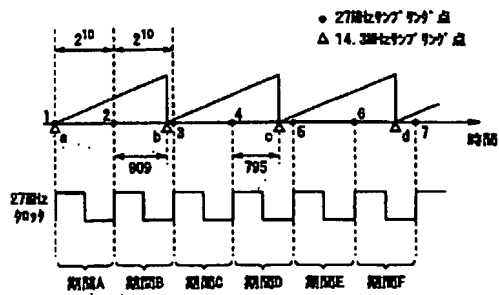 2^10 2^10
● 27MHzサンプリング点
△ 14.3MHzサンプリング点
1 2 3 4 5 6 7
a b c d
時間
909 795
27MHz
クロック
期間A 期間B 期間C 期間D 期間E 期間F